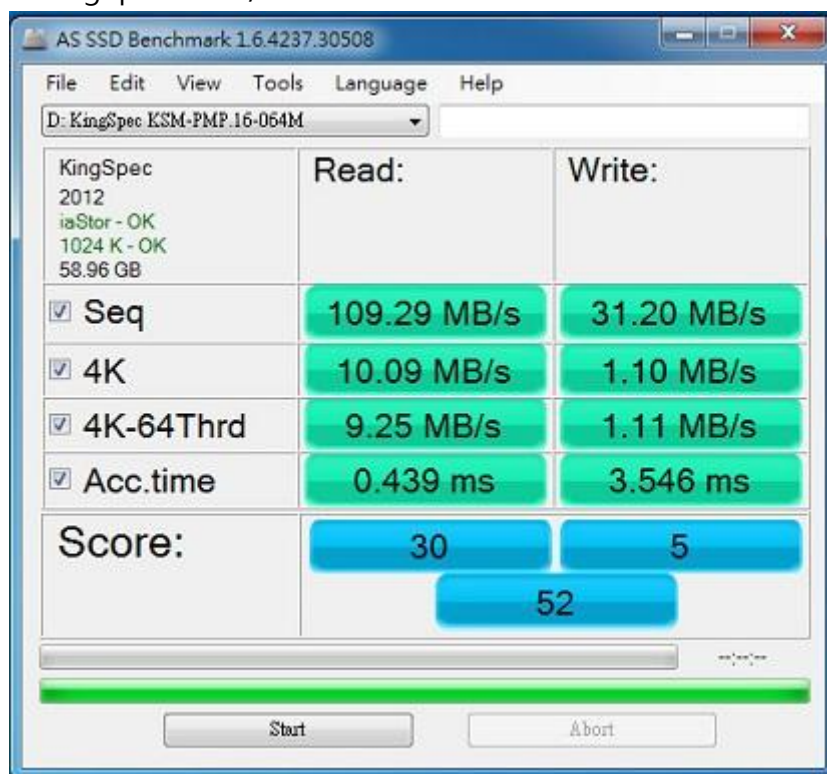 AS SSD Benchmark 1.6.4237.30508
File Edit View Tools Language Help
D: KingSpec KSM-PMP.16-064M
KingSpec
2012
iaStor - OK
1024 K - OK
58.96 GB
Read:
Write:
Seq 109.29 MB/s 31.20 MB/s
4K 10.09 MB/s 1.10 MB/s
4K-64Thrd 9.25 MB/s 1.11 MB/s
Acc.time 0.439 ms 3.546 ms
Score: 30 5
52
--:--:--
Start Abort